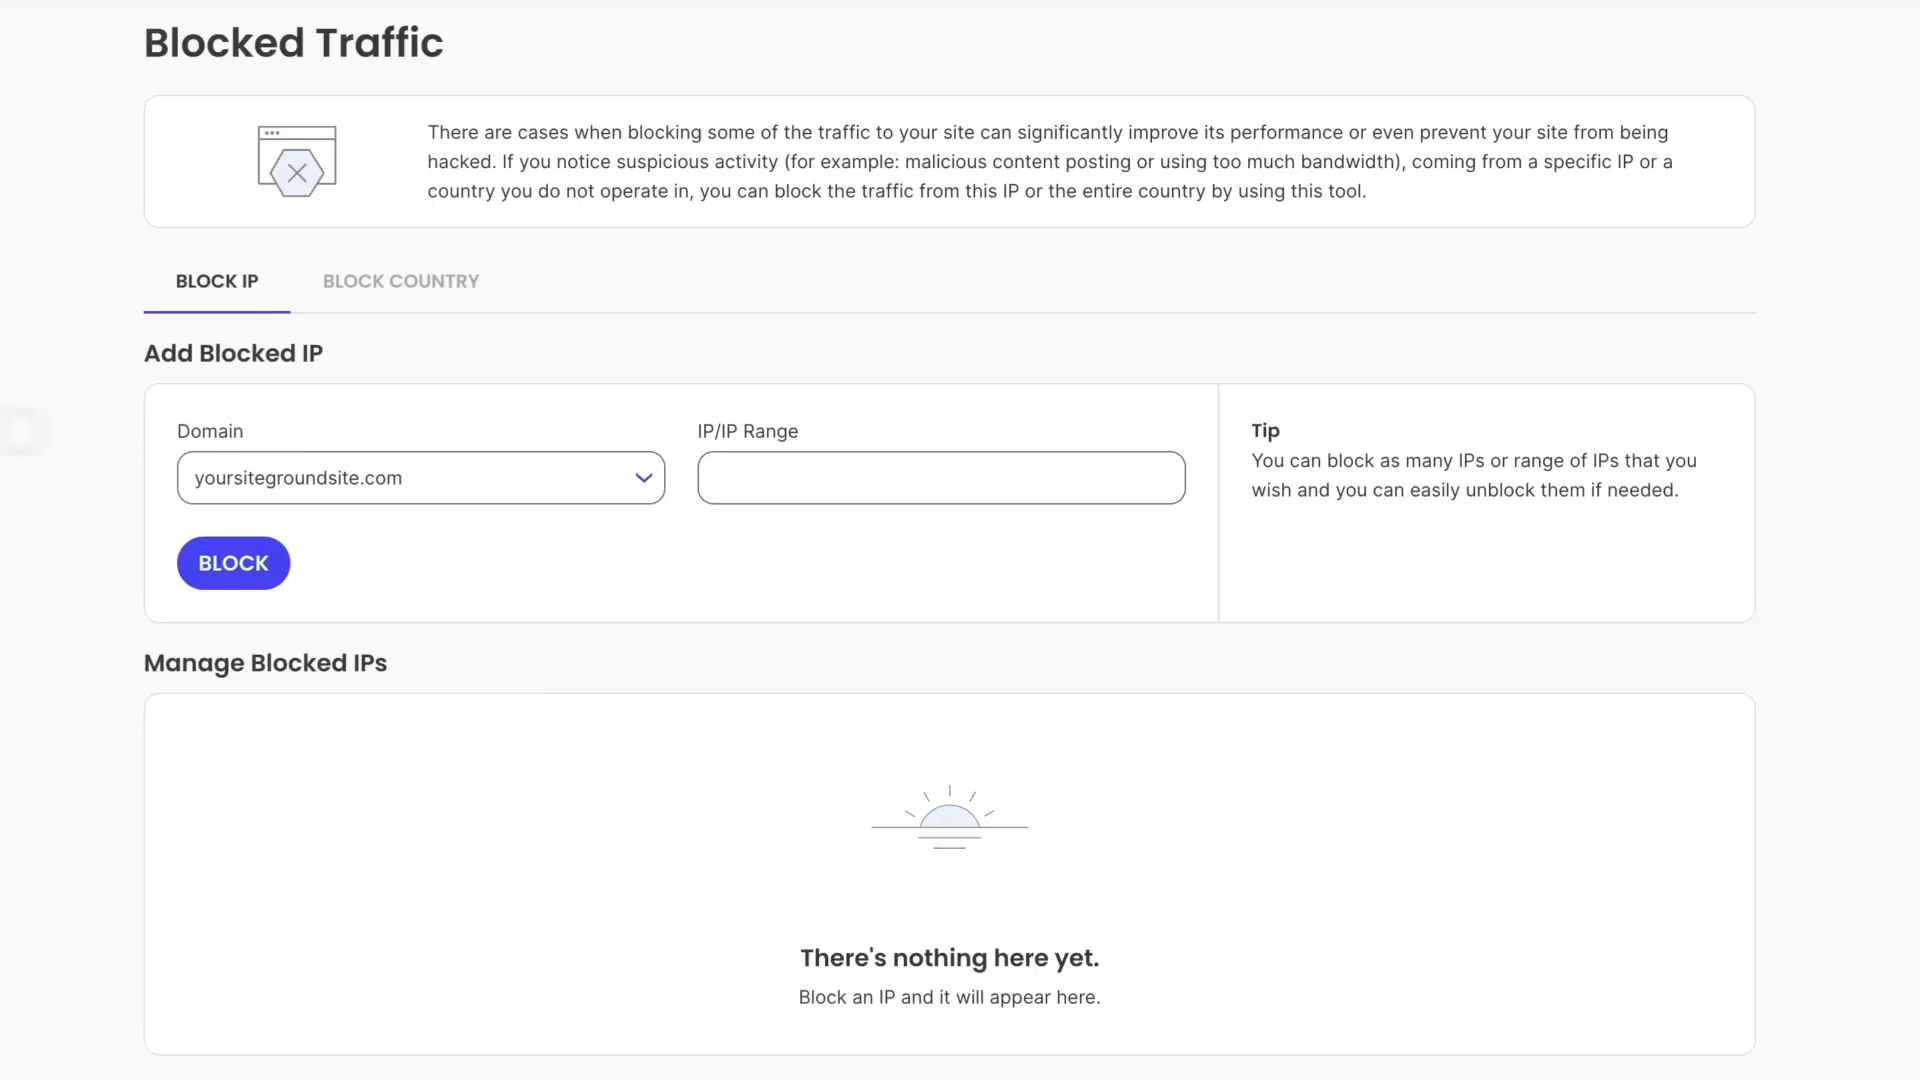 Blocked Traffic
There are cases when blocking some of the traffic to your site can significantly improve its performance or even prevent your site from being
hacked. If you notice suspicious activity (for example: malicious content posting or using too much bandwidth), coming from a specific IP or a
country you do not operate in, you can block the traffic from this IP or the entire country by using this tool.
BLOCK IP
BLOCK COUNTRY
Add Blocked IP
Domain
yoursitegroundsite.com
IP/IP Range
BLOCK
Tip
You can block as many IPs or range of IPs that you
wish and you can easily unblock them if needed.
Manage Blocked IPs
There's nothing here yet.
Block an IP and it will appear here.